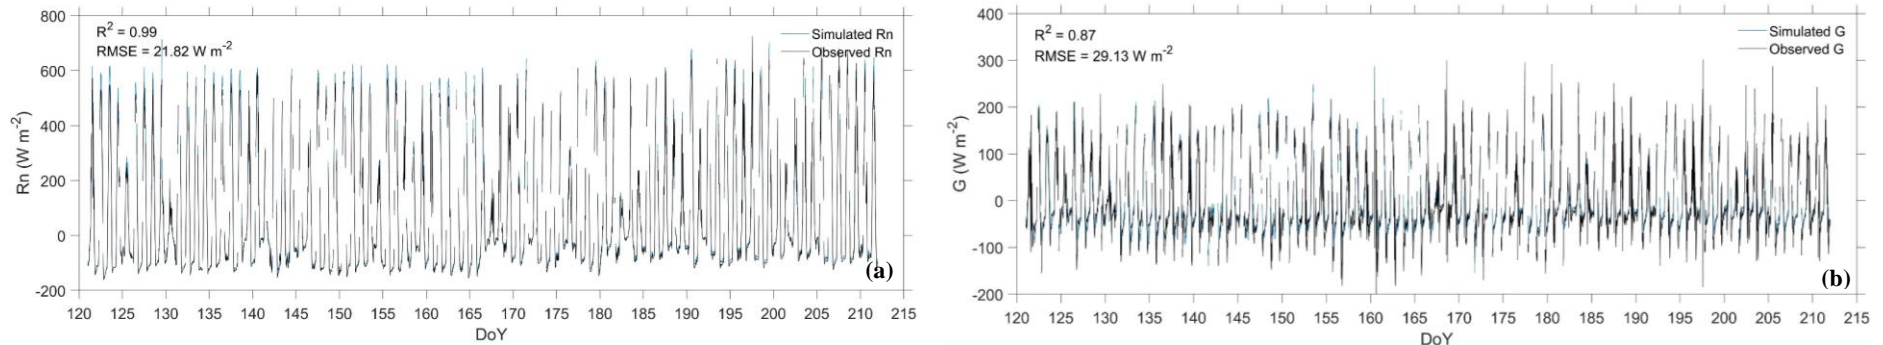 800
600
400
200
0
-200
Rn (W m⁻²)
R² = 0.99
RMSE = 21.82 W m⁻²
Simulated Rn
Observed Rn
(a)
120 125 130 135 140 145 150 155 160 165 170 175 180 185 190 195 200 205 210 215
DoY
400
300
200
100
0
-100
-200
G (W m⁻²)
R² = 0.87
RMSE = 29.13 W m⁻²
Simulated G
Observed G
(b)
120 125 130 135 140 145 150 155 160 165 170 175 180 185 190 195 200 205 210 215
DoY